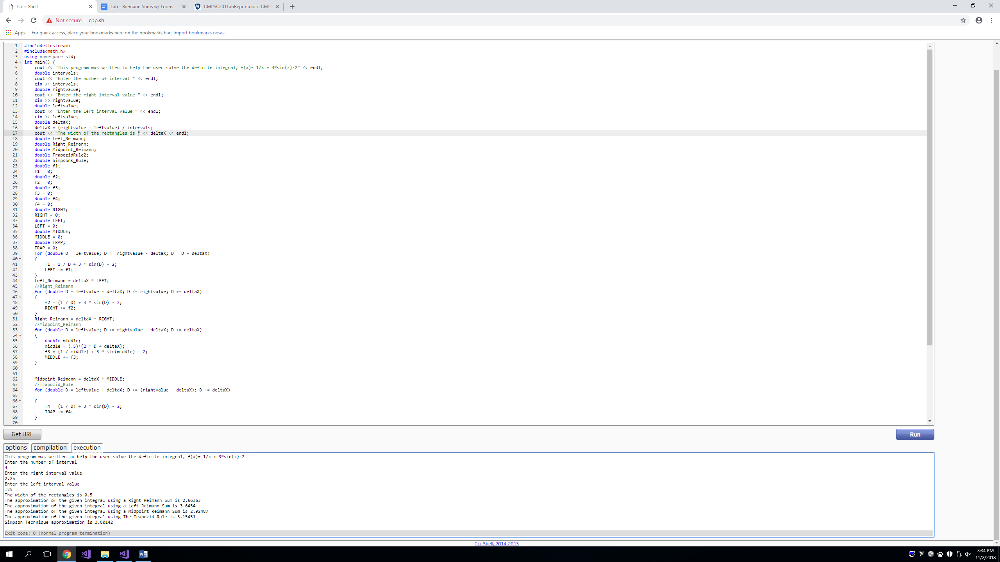 C++ Shell
Lab - Riemann Sums w/ Loops
CMPSC201LabReport.docx: CMPS
Not secure | cpp.sh
Apps For quick access, place your bookmarks here on the bookmarks bar. Import bookmarks now...
1 #include<iostream>
2 #include<math.h>
3 using namespace std;
4 int main() {
5 cout << "This program was written to help the user solve the definite integral, f(x)= 1/x + 3*sin(x)-2" << endl;
6 double intervals;
7 cout << "Enter the number of interval " << endl;
8 cin >> intervals;
9 double rightvalue;
10 cout << "Enter the right interval value " << endl;
11 cin >> rightvalue;
12 double leftvalue;
13 cout << "Enter the left interval value " << endl;
14 cin >> leftvalue;
15 double deltaX;
16 deltaX = (rightvalue - leftvalue) / intervals;
17 cout << "The width of the rectangles is " << deltaX << endl;
18 double Left_Reimann;
19 double Right_Reimann;
20 double Midpoint_Reimann;
21 double TrapozidRule2;
22 double Simpsons_Rule;
23 double f1;
24 f1 = 0;
25 double f2;
26 f2 = 0;
27 double f3;
28 f3 = 0;
29 double f4;
30 f4 = 0;
31 double RIGHT;
32 RIGHT = 0;
33 double LEFT;
34 LEFT = 0;
35 double MIDDLE;
36 MIDDLE = 0;
37 double TRAP;
38 TRAP = 0;
39 for (double D = leftvalue; D <= rightvalue - deltaX; D = D + deltaX)
40 {
41 f1 = 1 / D + 3 * sin(D) - 2;
42 LEFT += f1;
43 }
44 Left_Reimann = deltaX * LEFT;
45 //Right_Reimann
46 for (double D = leftvalue + deltaX; D <= rightvalue; D += deltaX)
47 {
48 f2 = (1 / D) + 3 * sin(D) - 2;
49 RIGHT += f2;
50 }
51 Right_Reimann = deltaX * RIGHT;
52 //Midpoint_Reimann
53 for (double D = leftvalue; D <= rightvalue - deltaX; D += deltaX)
54 {
55 double middle;
56 middle = (.5)*(2 * D + deltaX);
57 f3 = (1 / middle) + 3 * sin(middle) - 2;
58 MIDDLE += f3;
59 }
60
61
62 Midpoint_Reimann = deltaX * MIDDLE;
63 //Trapozid_Rule
64 for (double D = leftvalue + deltaX; D <= (rightvalue - deltaX); D += deltaX)
65
66 {
67 f4 = (1 / D) + 3 * sin(D) - 2;
68 TRAP += f4;
69 }
70
Get URL
Run
options compilation execution
This program was written to help the user solve the definite integral, f(x)= 1/x + 3*sin(x)-2
Enter the number of interval
4
Enter the right interval value
2.25
Enter the left interval value
.25
The width of the rectangles is 0.5
The approximation of the given integral using a Right Reimann Sum is 2.66363
The approximation of the given integral using a Left Reimann Sum is 3.6454
The approximation of the given integral using a Midpoint Reimann Sum is 2.92487
The approximation of the given integral using The Trapozid Rule is 3.15451
Simpson Technique approximation is 3.00142
Exit code: 0 (normal program termination)
C++ Shell, 2014-2015
3:34 PM
11/2/2018